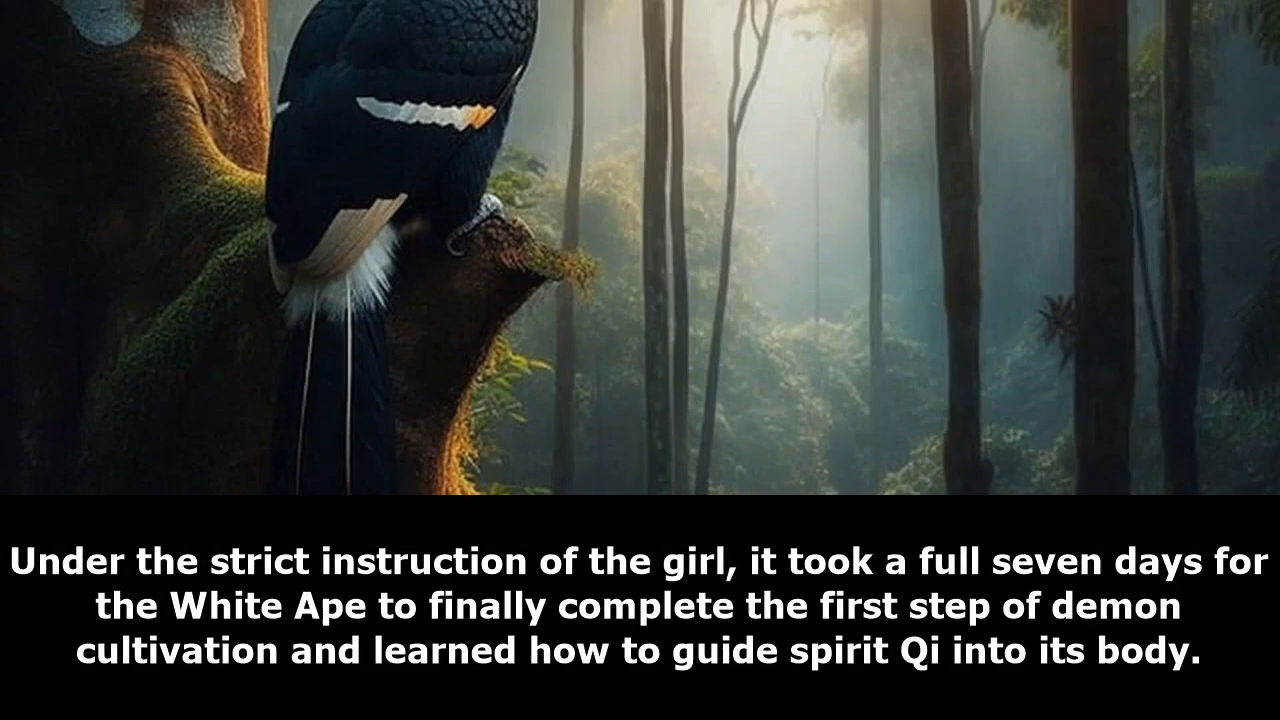 Under the strict instruction of the girl, it took a full seven days for
the White Ape to finally complete the first step of demon
cultivation and learned how to guide spirit Qi into its body.